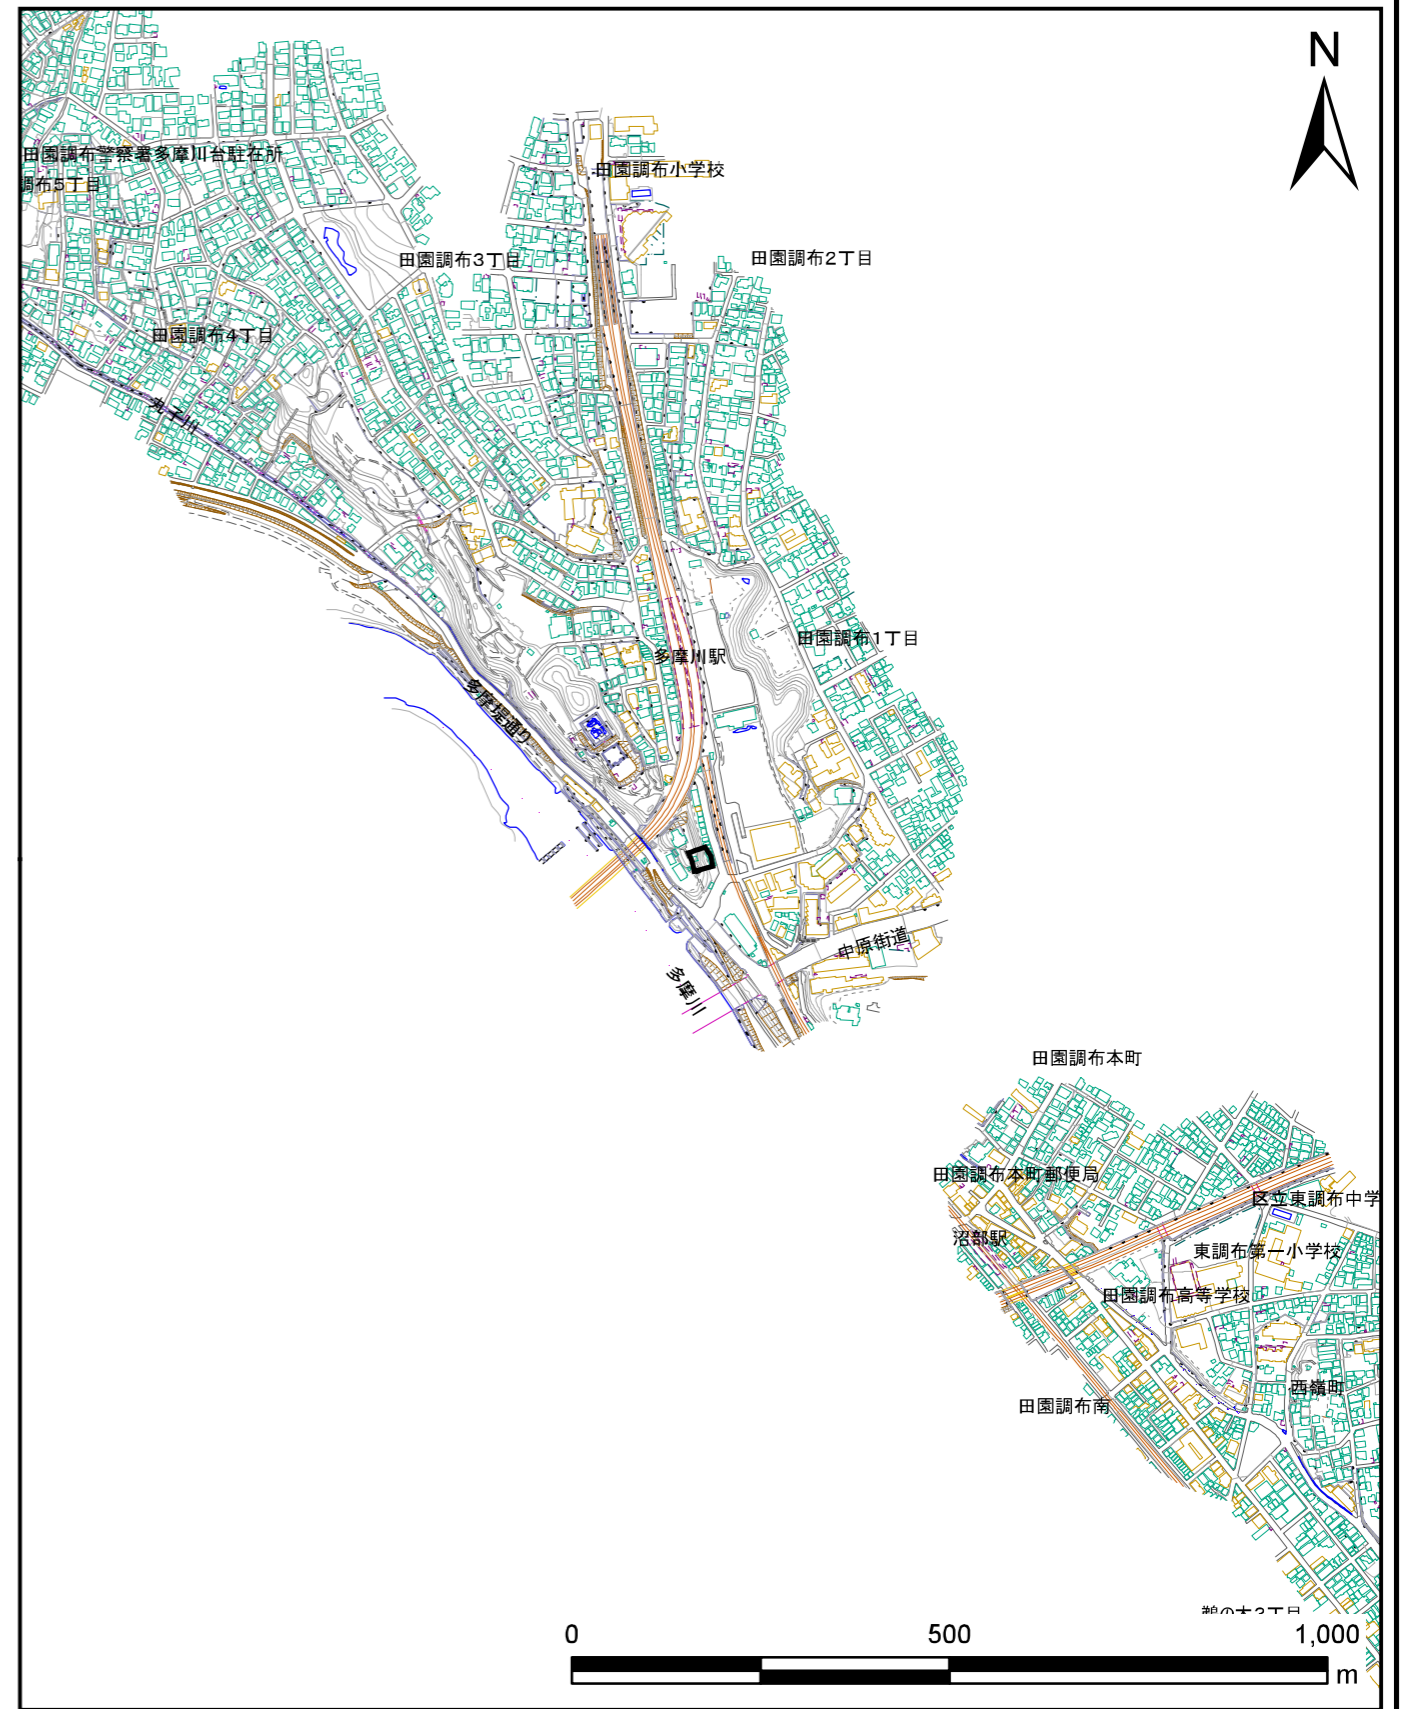 N
田園調布警察署多摩川台駐在所
調布5丁目
田園調布小学校
田園調布3丁目
田園調布2丁目
田園調布4丁目
丸子川
田園調布1丁目
多摩川駅
多摩堤通り
中原街道
多摩川
田園調布本町
田園調布本町郵便局
区立東調布中学
沼部駅
東調布第一小学校
田園調布高等学校
西嶺町
田園調布南
鵜の木2丁目
0 500 1,000
m